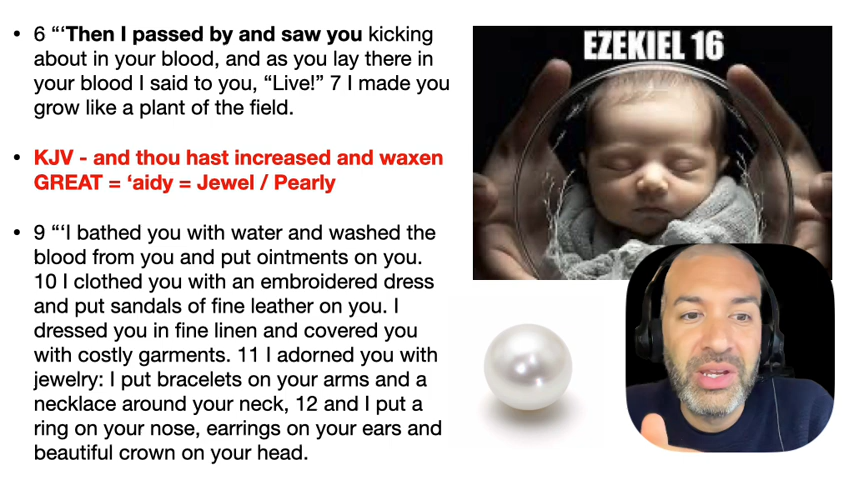 • 6 “‘Then I passed by and saw you kicking
about in your blood, and as you lay there in
your blood I said to you, “Live!” 7 I made you
grow like a plant of the field.
• KJV - and thou hast increased and waxen
GREAT = ‘aidy = Jewel / Pearly
• 9 “‘I bathed you with water and washed the
blood from you and put ointments on you.
10 I clothed you with an embroidered dress
and put sandals of fine leather on you. I
dressed you in fine linen and covered you
with costly garments. 11 I adorned you with
jewelry: I put bracelets on your arms and a
necklace around your neck, 12 and I put a
ring on your nose, earrings on your ears and
beautiful crown on your head.
EZEKIEL 16